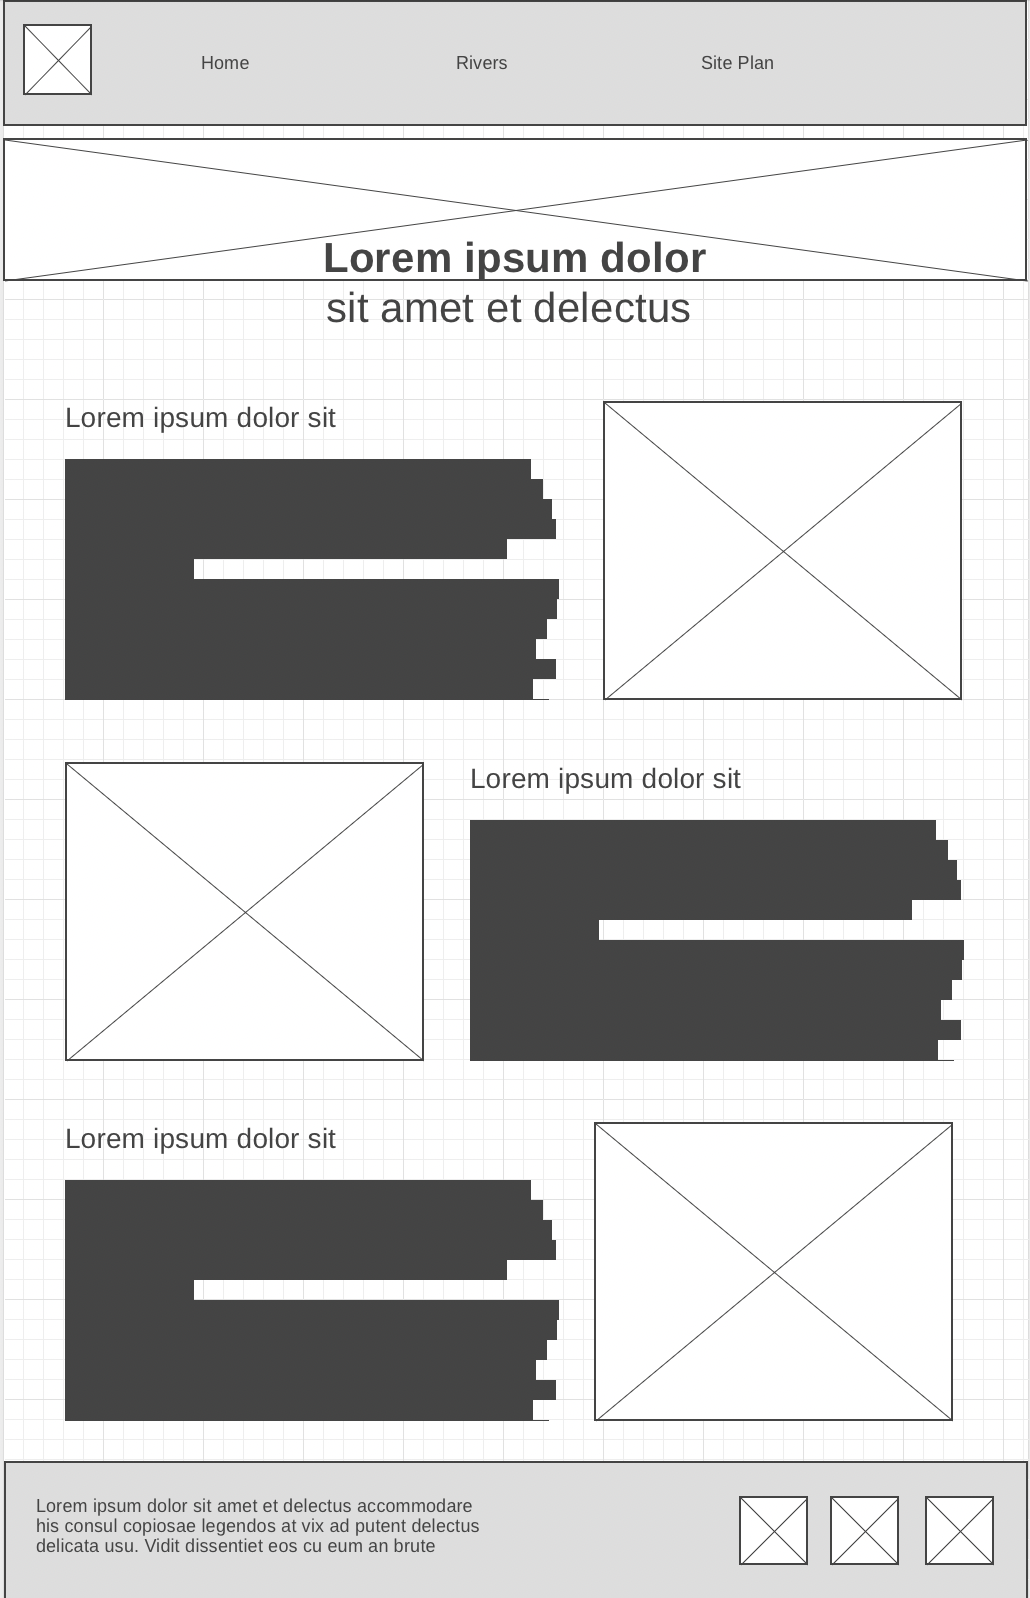 Home
Rivers
Site Plan
Lorem ipsum dolor
sit amet et delectus
Lorem ipsum dolor sit
Lorem ipsum dolor sit
Lorem ipsum dolor sit
Lorem ipsum dolor sit amet et delectus accommodare
his consul copiosae legendos at vix ad putent delectus
delicata usu. Vidit dissentiet eos cu eum an brute